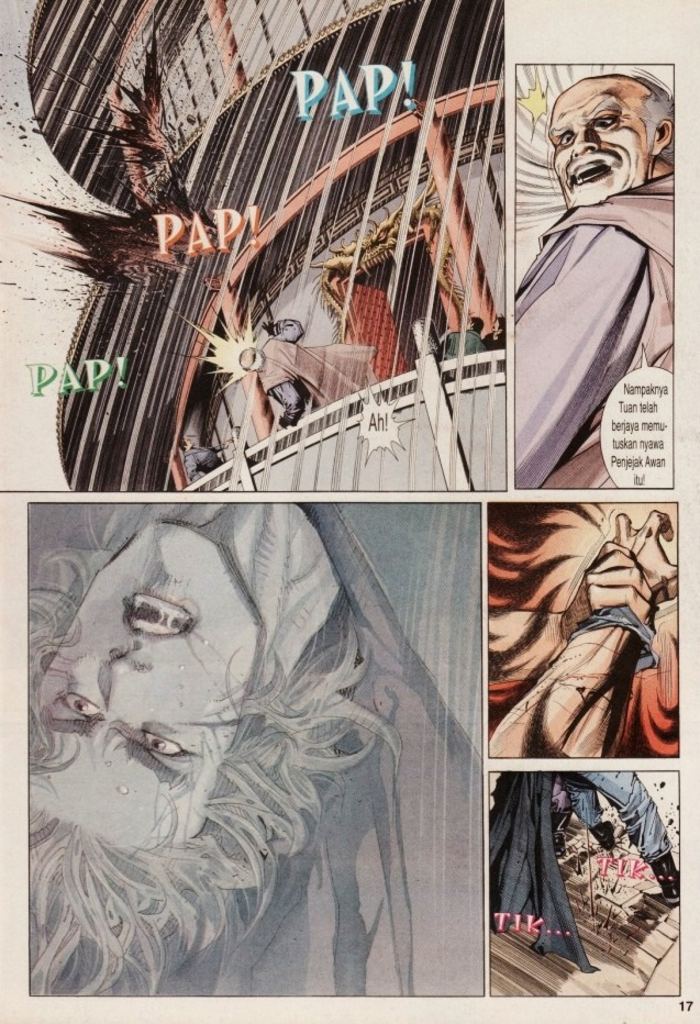 PAP!
PAP!
PAP!
Ah!
Nampaknya
Tuan telah
berjaya memu-
tuskan nyawa
Penjejak Awan
itu!
TIK...
TIK...
17